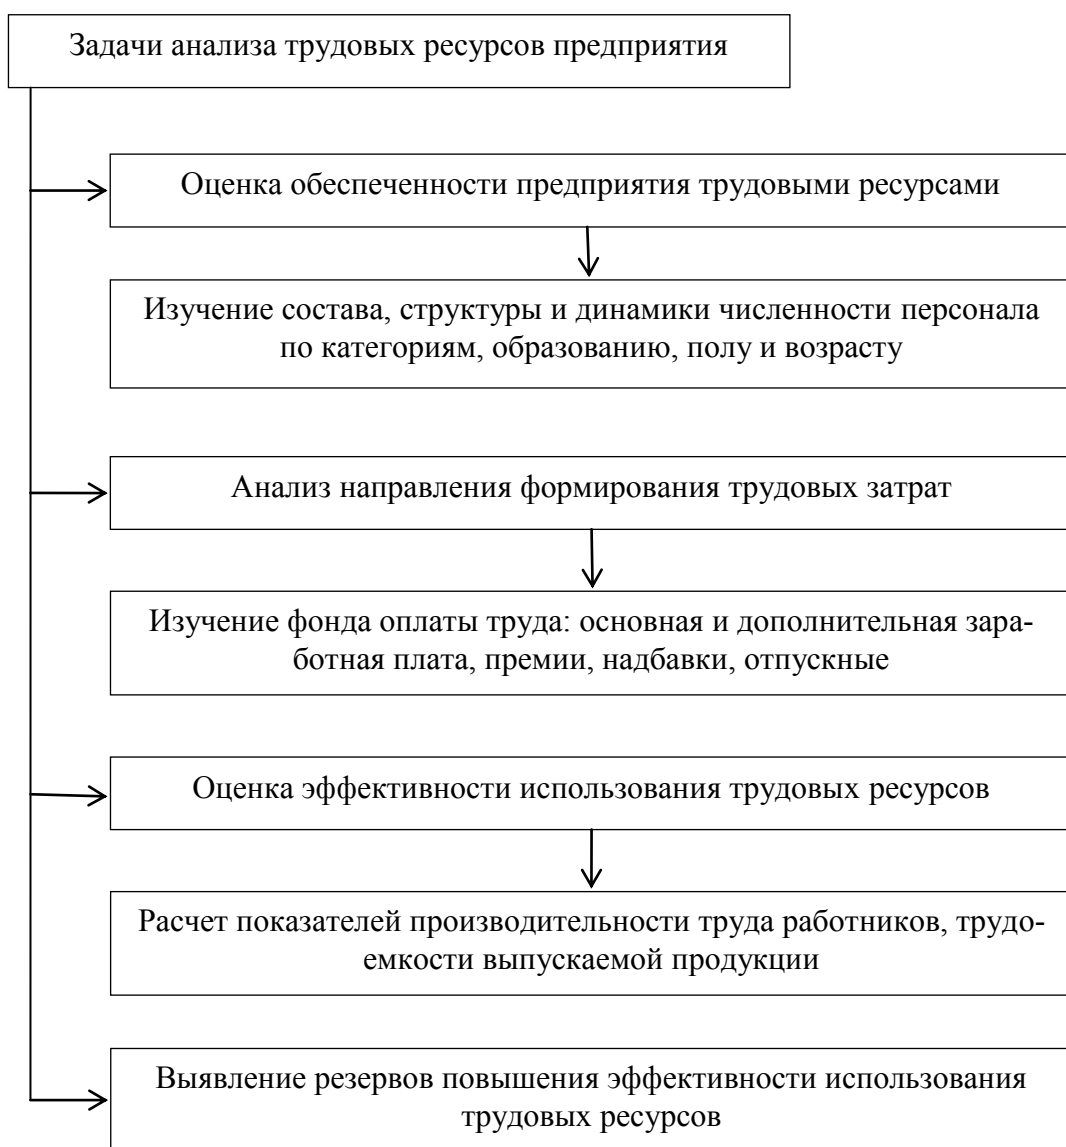 Задачи анализа трудовых ресурсов предприятия
Оценка обеспеченности предприятия трудовыми ресурсами
Изучение состава, структуры и динамики численности персонала
по категориям, образованию, полу и возрасту
Анализ направления формирования трудовых затрат
Изучение фонда оплаты труда: основная и дополнительная зара-
ботная плата, премии, надбавки, отпускные
Оценка эффективности использования трудовых ресурсов
Расчет показателей производительности труда работников, трудо-
емкости выпускаемой продукции
Выявление резервов повышения эффективности использования
трудовых ресурсов